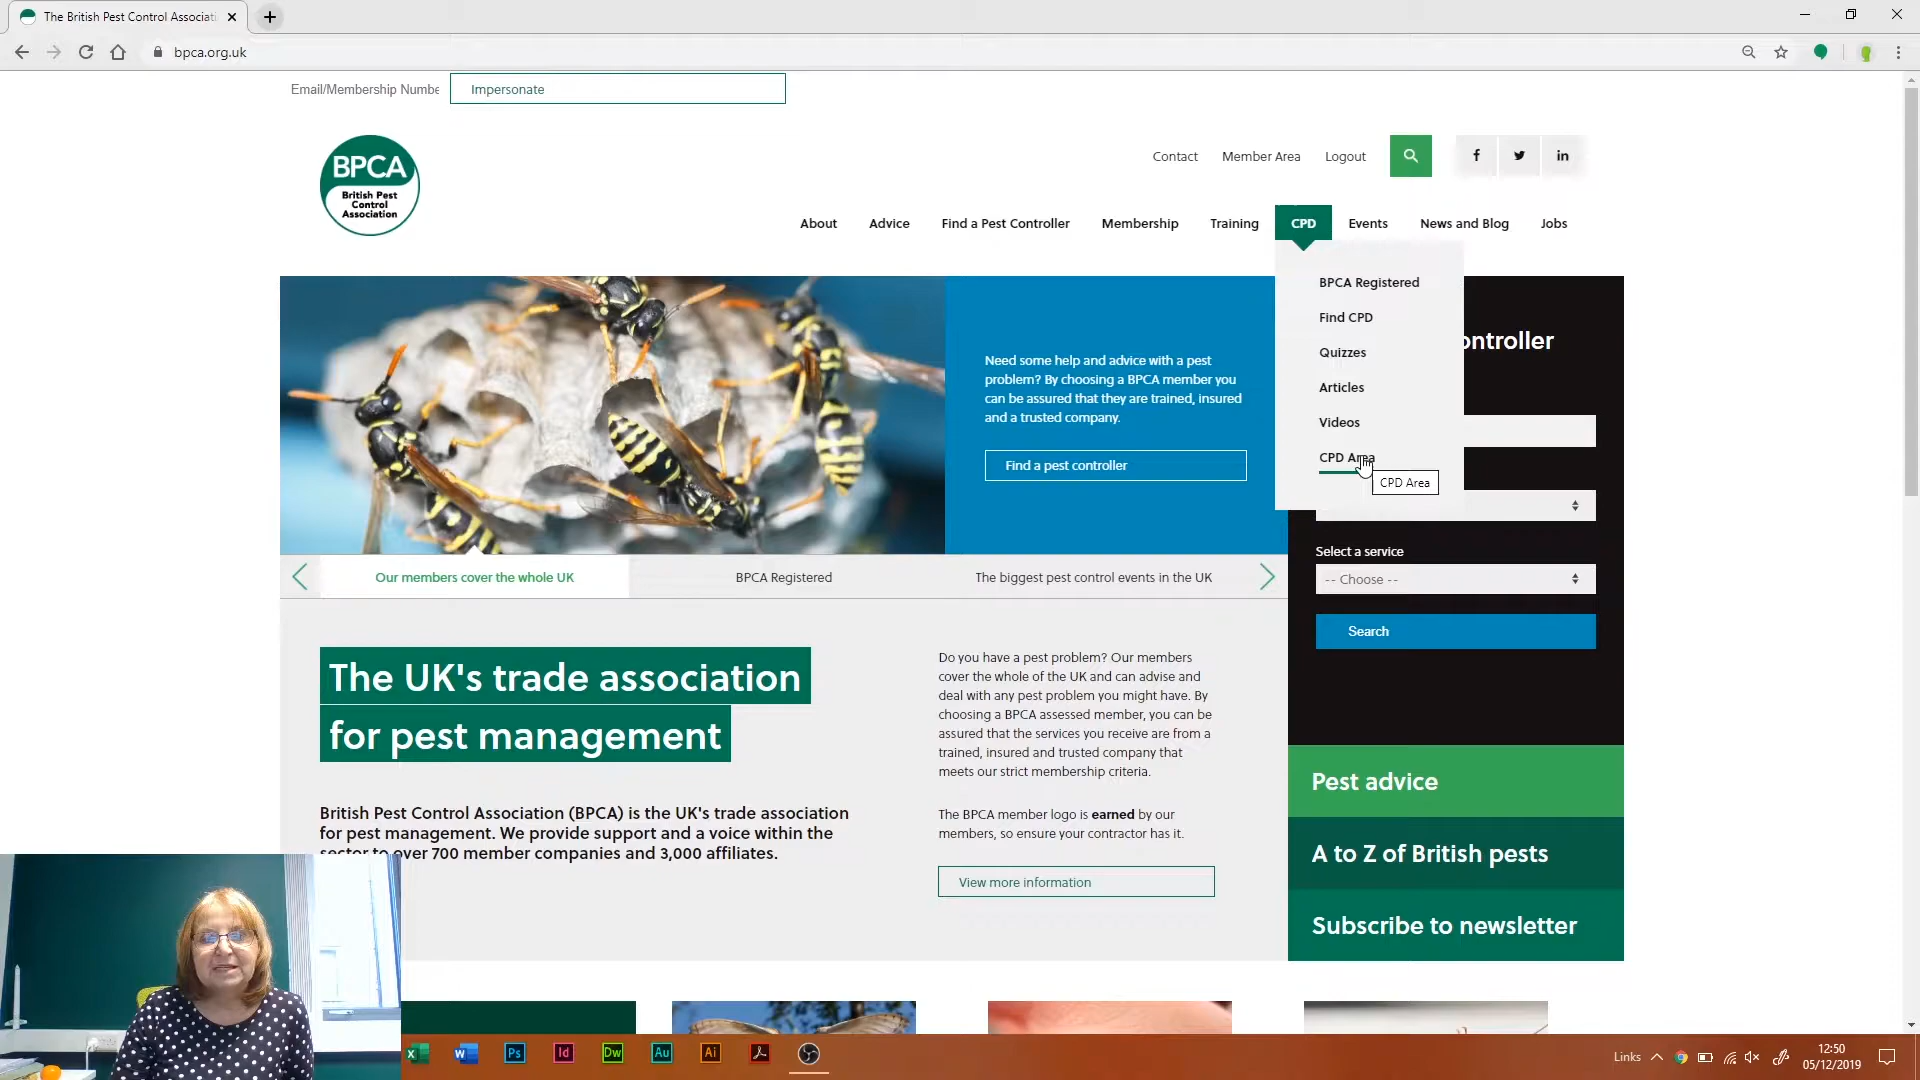 The British Pest Control Associati
bpca.org.uk
Email/Membership Numbe
Impersonate
BPCA
British Pest
Control
Association
Contact
Member Area
Logout
About
Advice
Find a Pest Controller
Membership
Training
CPD
Events
News and Blog
Jobs
BPCA Registered
Find CPD
Quizzes
Articles
Videos
CPD Area
CPD Area
ontroller
Need some help and advice with a pest
problem? By choosing a BPCA member you
can be assured that they are trained, insured
and a trusted company.
Find a pest controller
Select a service
-- Choose --
Search
Our members cover the whole UK
BPCA Registered
The biggest pest control events in the UK
The UK's trade association
for pest management
British Pest Control Association (BPCA) is the UK's trade association
for pest management. We provide support and a voice within the
sector to over 700 member companies and 3,000 affiliates.
Do you have a pest problem? Our members
cover the whole of the UK and can advise and
deal with any pest problem you might have. By
choosing a BPCA assessed member, you can be
assured that the services you receive are from a
trained, insured and trusted company that
meets our strict membership criteria.
The BPCA member logo is earned by our
members, so ensure your contractor has it.
View more information
Pest advice
A to Z of British pests
Subscribe to newsletter
Ps
Id
Dw
Au
Ai
Links
12:50
05/12/2019